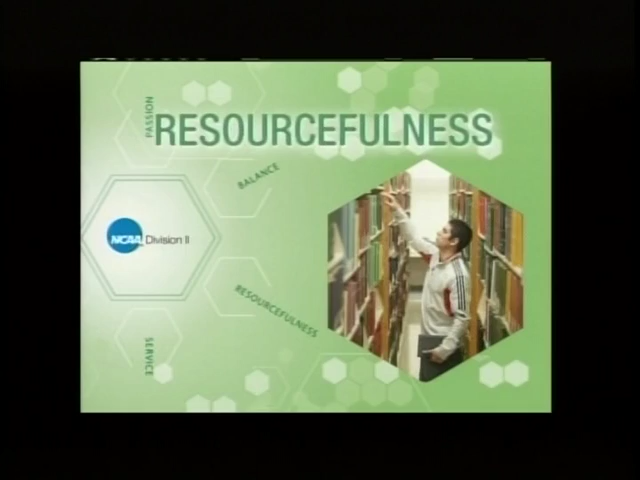 PASSION
RESOURCEFULNESS
BALANCE
NCAA Division II
RESOURCEFULNESS
SERVICE